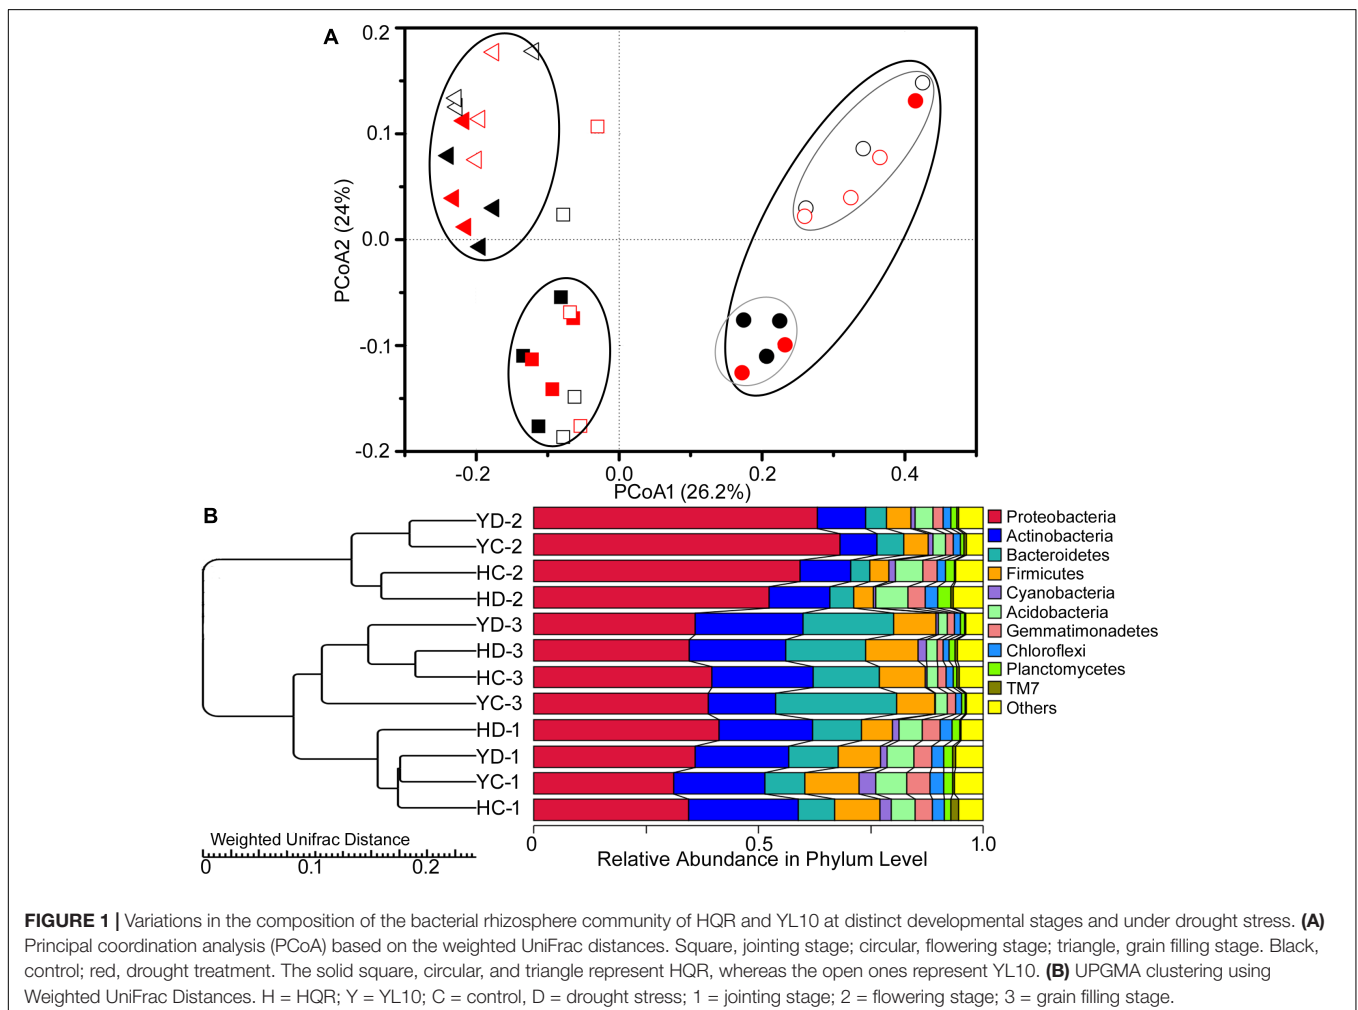 A
0.2
0.1
0.0
-0.1
-0.2
PCoA2 (24%)
-0.2
0.0
0.2
0.4
PCoA1 (26.2%)
B
YD-2
YC-2
HC-2
HD-2
YD-3
HD-3
HC-3
YC-3
HD-1
YD-1
YC-1
HC-1
Proteobacteria
Actinobacteria
Bacteroidetes
Firmicutes
Cyanobacteria
Acidobacteria
Gemmatimonadetes
Chloroflexi
Planctomycetes
TM7
Others
Weighted Unifrac Distance
0
0.1
0.2
0
0.5
1.0
Relative Abundance in Phylum Level
FIGURE 1 | Variations in the composition of the bacterial rhizosphere community of HQR and YL10 at distinct developmental stages and under drought stress. (A)
Principal coordination analysis (PCoA) based on the weighted UniFrac distances. Square, jointing stage; circular, flowering stage; triangle, grain filling stage. Black,
control; red, drought treatment. The solid square, circular, and triangle represent HQR, whereas the open ones represent YL10. (B) UPGMA clustering using
Weighted UniFrac Distances. H = HQR; Y = YL10; C = control, D = drought stress; 1 = jointing stage; 2 = flowering stage; 3 = grain filling stage.